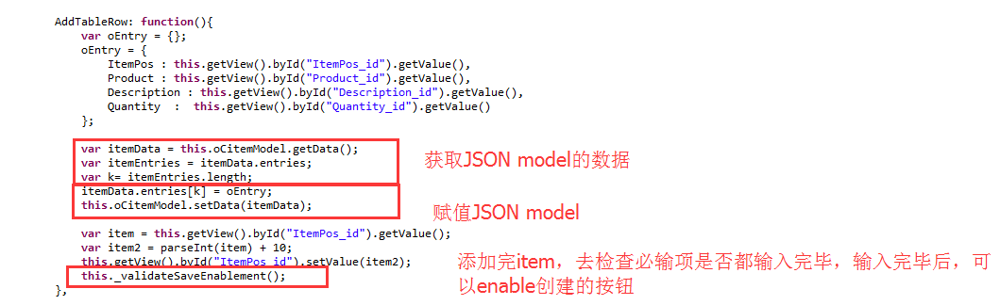 AddTableRow: function(){
var oEntry = {};
oEntry = {
ItemPos : this.getView().byId("ItemPos_id").getValue(),
Product : this.getView().byId("Product_id").getValue(),
Description : this.getView().byId("Description_id").getValue(),
Quantity  :  this.getView().byId("Quantity_id").getValue()
};
var itemData = this.oCitemModel.getData();
var itemEntries = itemData.entries;
var k= itemEntries.length;
获取JSON model的数据
itemData.entries[k] = oEntry;
this.oCitemModel.setData(itemData);
赋值JSON model
var item = this.getView().byId("ItemPos_id").getValue();
var item2 = parseInt(item) + 10;
this.getView().byId("ItemPos_id").setValue(item2);
this._validateSaveEnablement();
添加完item，去检查必输项是否都输入完毕，输入完毕后，可
以enable创建的按钮
},